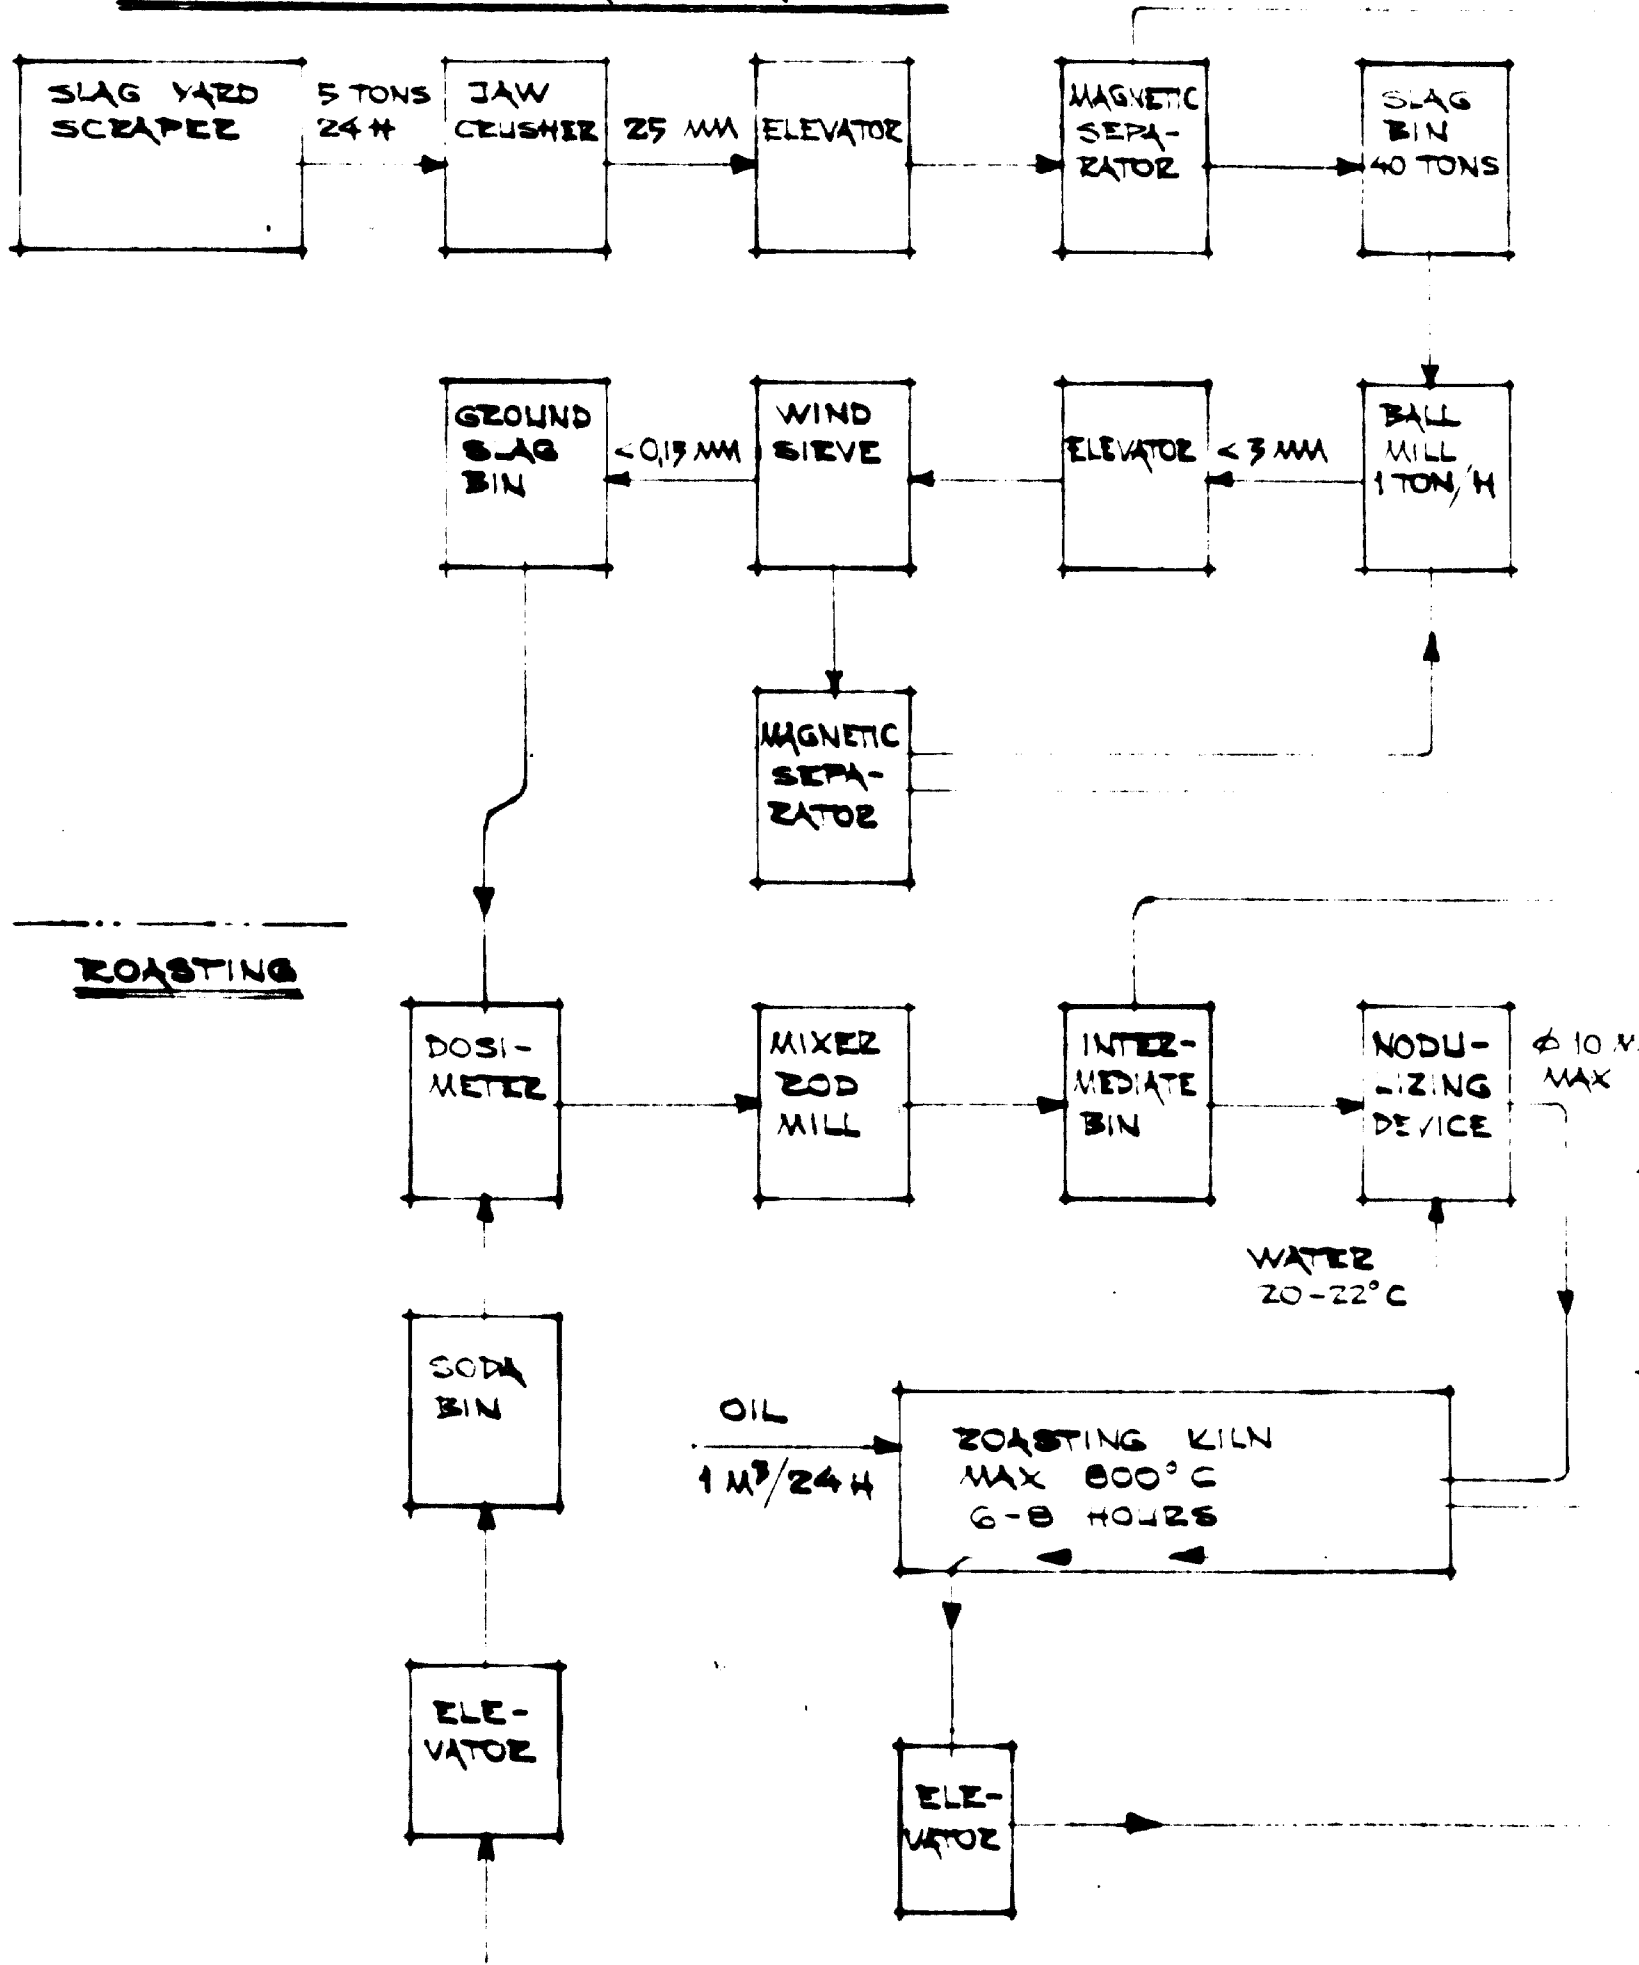 SLAG YARD
SCRAPER
5 TONS
24 H
JAW
CRUSHER
25 MM
ELEVATOR
MAGNETIC
SEPA-
RATOR
SLAG
BIN
40 TONS
GROUND
SLAG
BIN
<0,15 MM
WIND
SIEVE
ELEVATOR
<3 MM
BALL
MILL
1 TON/H
MAGNETIC
SEPA-
RATOR
ROASTING
DOSI-
METER
MIXER
ROD
MILL
INTER-
MEDIATE
BIN
NODU-
LIZING
DEVICE
Ø 10 M
MAX
WATER
20-22°C
SODA
BIN
OIL
1 M³/24 H
ROASTING KILN
MAX 800°C
6-8 HOURS
ELE-
VATOR
ELE-
VATOR